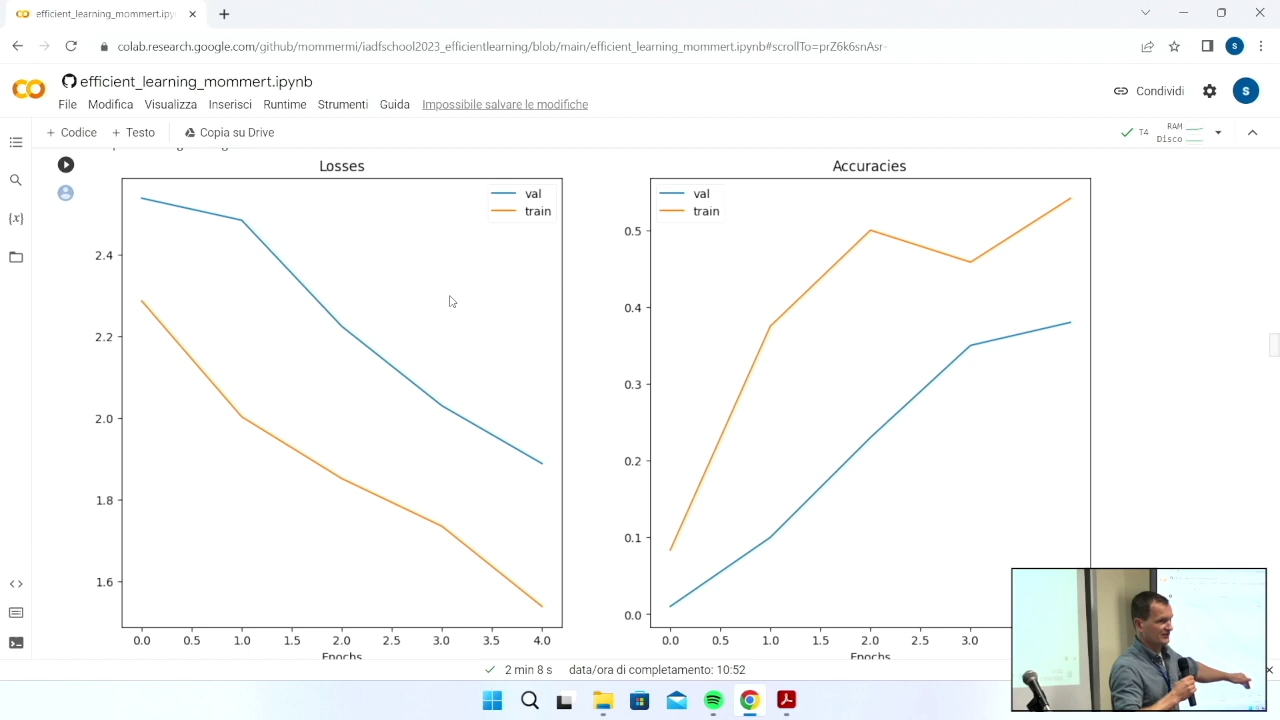 efficient_learning_mommert.ipy
colab.research.google.com/github/mommermi/iadfschool2023_efficientlearning/blob/main/efficient_learning_mommert.ipynb#scrollTo=prZ6k6snAsr-
S
efficient_learning_mommert.ipynb
File Modifica Visualizza Inserisci Runtime Strumenti Guida Impossibile salvare le modifiche
Condividi
S
+ Codice + Testo Copia su Drive
T4 RAM
Disco
{x}
Losses
val
train
2.4
2.2
2.0
1.8
1.6
0.0 0.5 1.0 1.5 2.0 2.5 3.0 3.5 4.0
Epochs
Accuracies
val
train
0.5
0.4
0.3
0.2
0.1
0.0
0.0 0.5 1.0 1.5 2.0 2.5 3.0
Epochs
2 min 8 s data/ora di completamento: 10:52